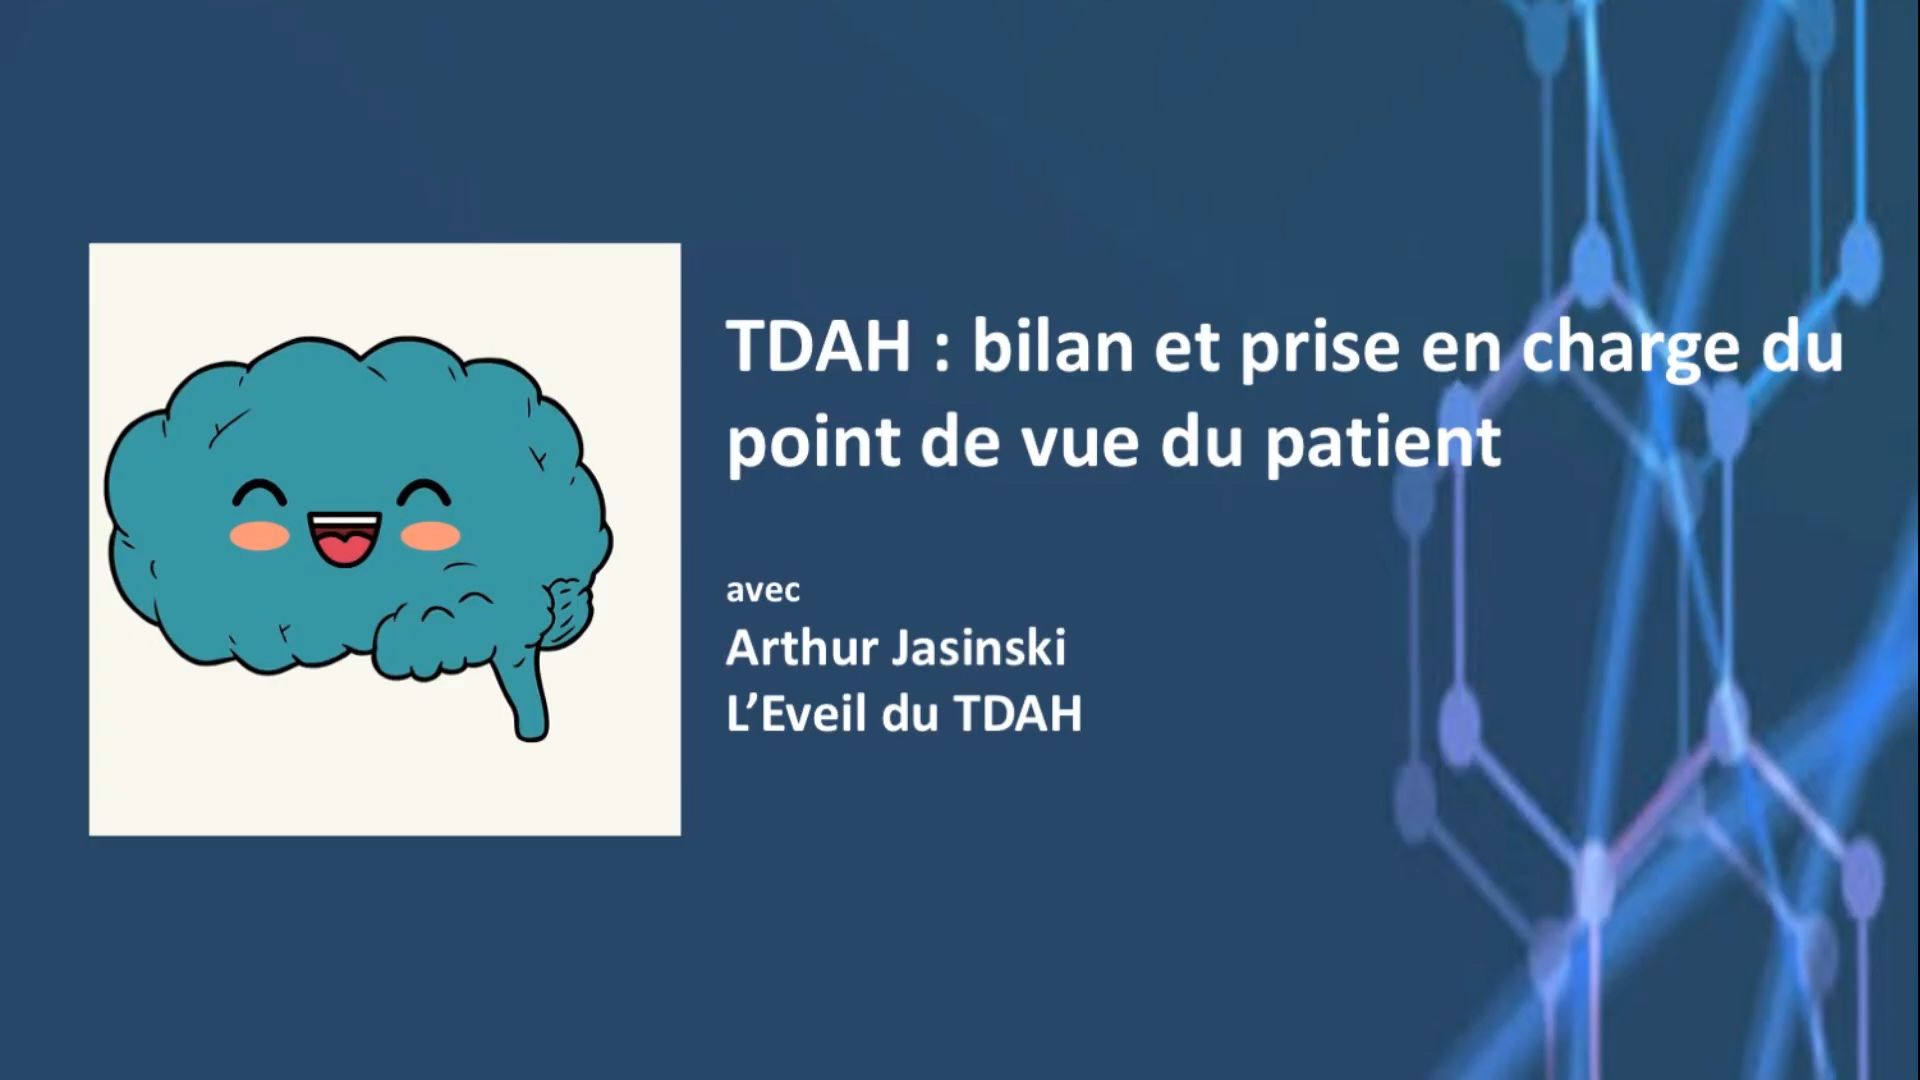 TDAH : bilan et prise en charge du
point de vue du patient
avec
Arthur Jasinski
L’Eveil du TDAH